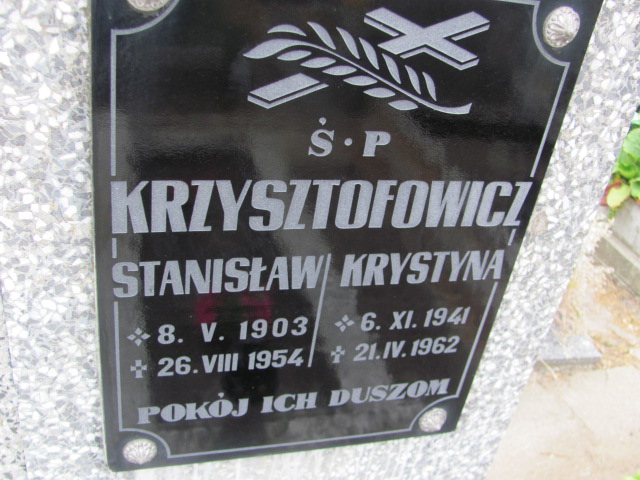 Ś·P
KRZYSZTOFOWICZ
STANISŁAW KRYSTYNA
8. V. 1903 6. XI. 1941
26. VIII 1954 21. IV. 1962
POKÓJ ICH DUSZOM